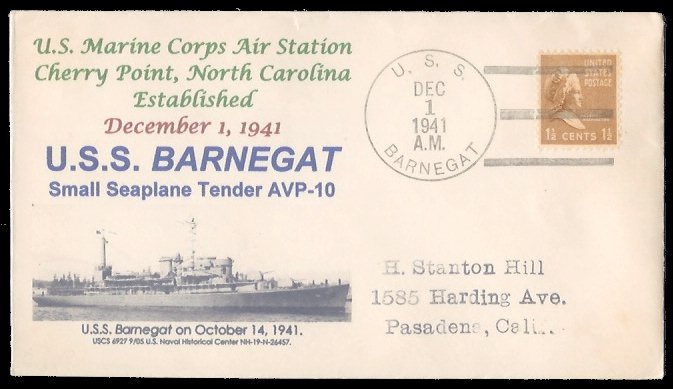 U.S. Marine Corps Air Station
Cherry Point, North Carolina
Established
December 1, 1941
U.S.S. BARNEGAT
Small Seaplane Tender AVP-10
U.S.S. Barnegat on October 14, 1941.
USCS 6927 9/05 U.S. Naval Historical Center NH-19-N-26457.
U. S. S.
DEC
1
1941
A.M.
BARNEGAT
UNITED
STATES
POSTAGE
1½ CENTS 1½
H. Stanton Hill
1585 Harding Ave.
Pasadena, Calif.